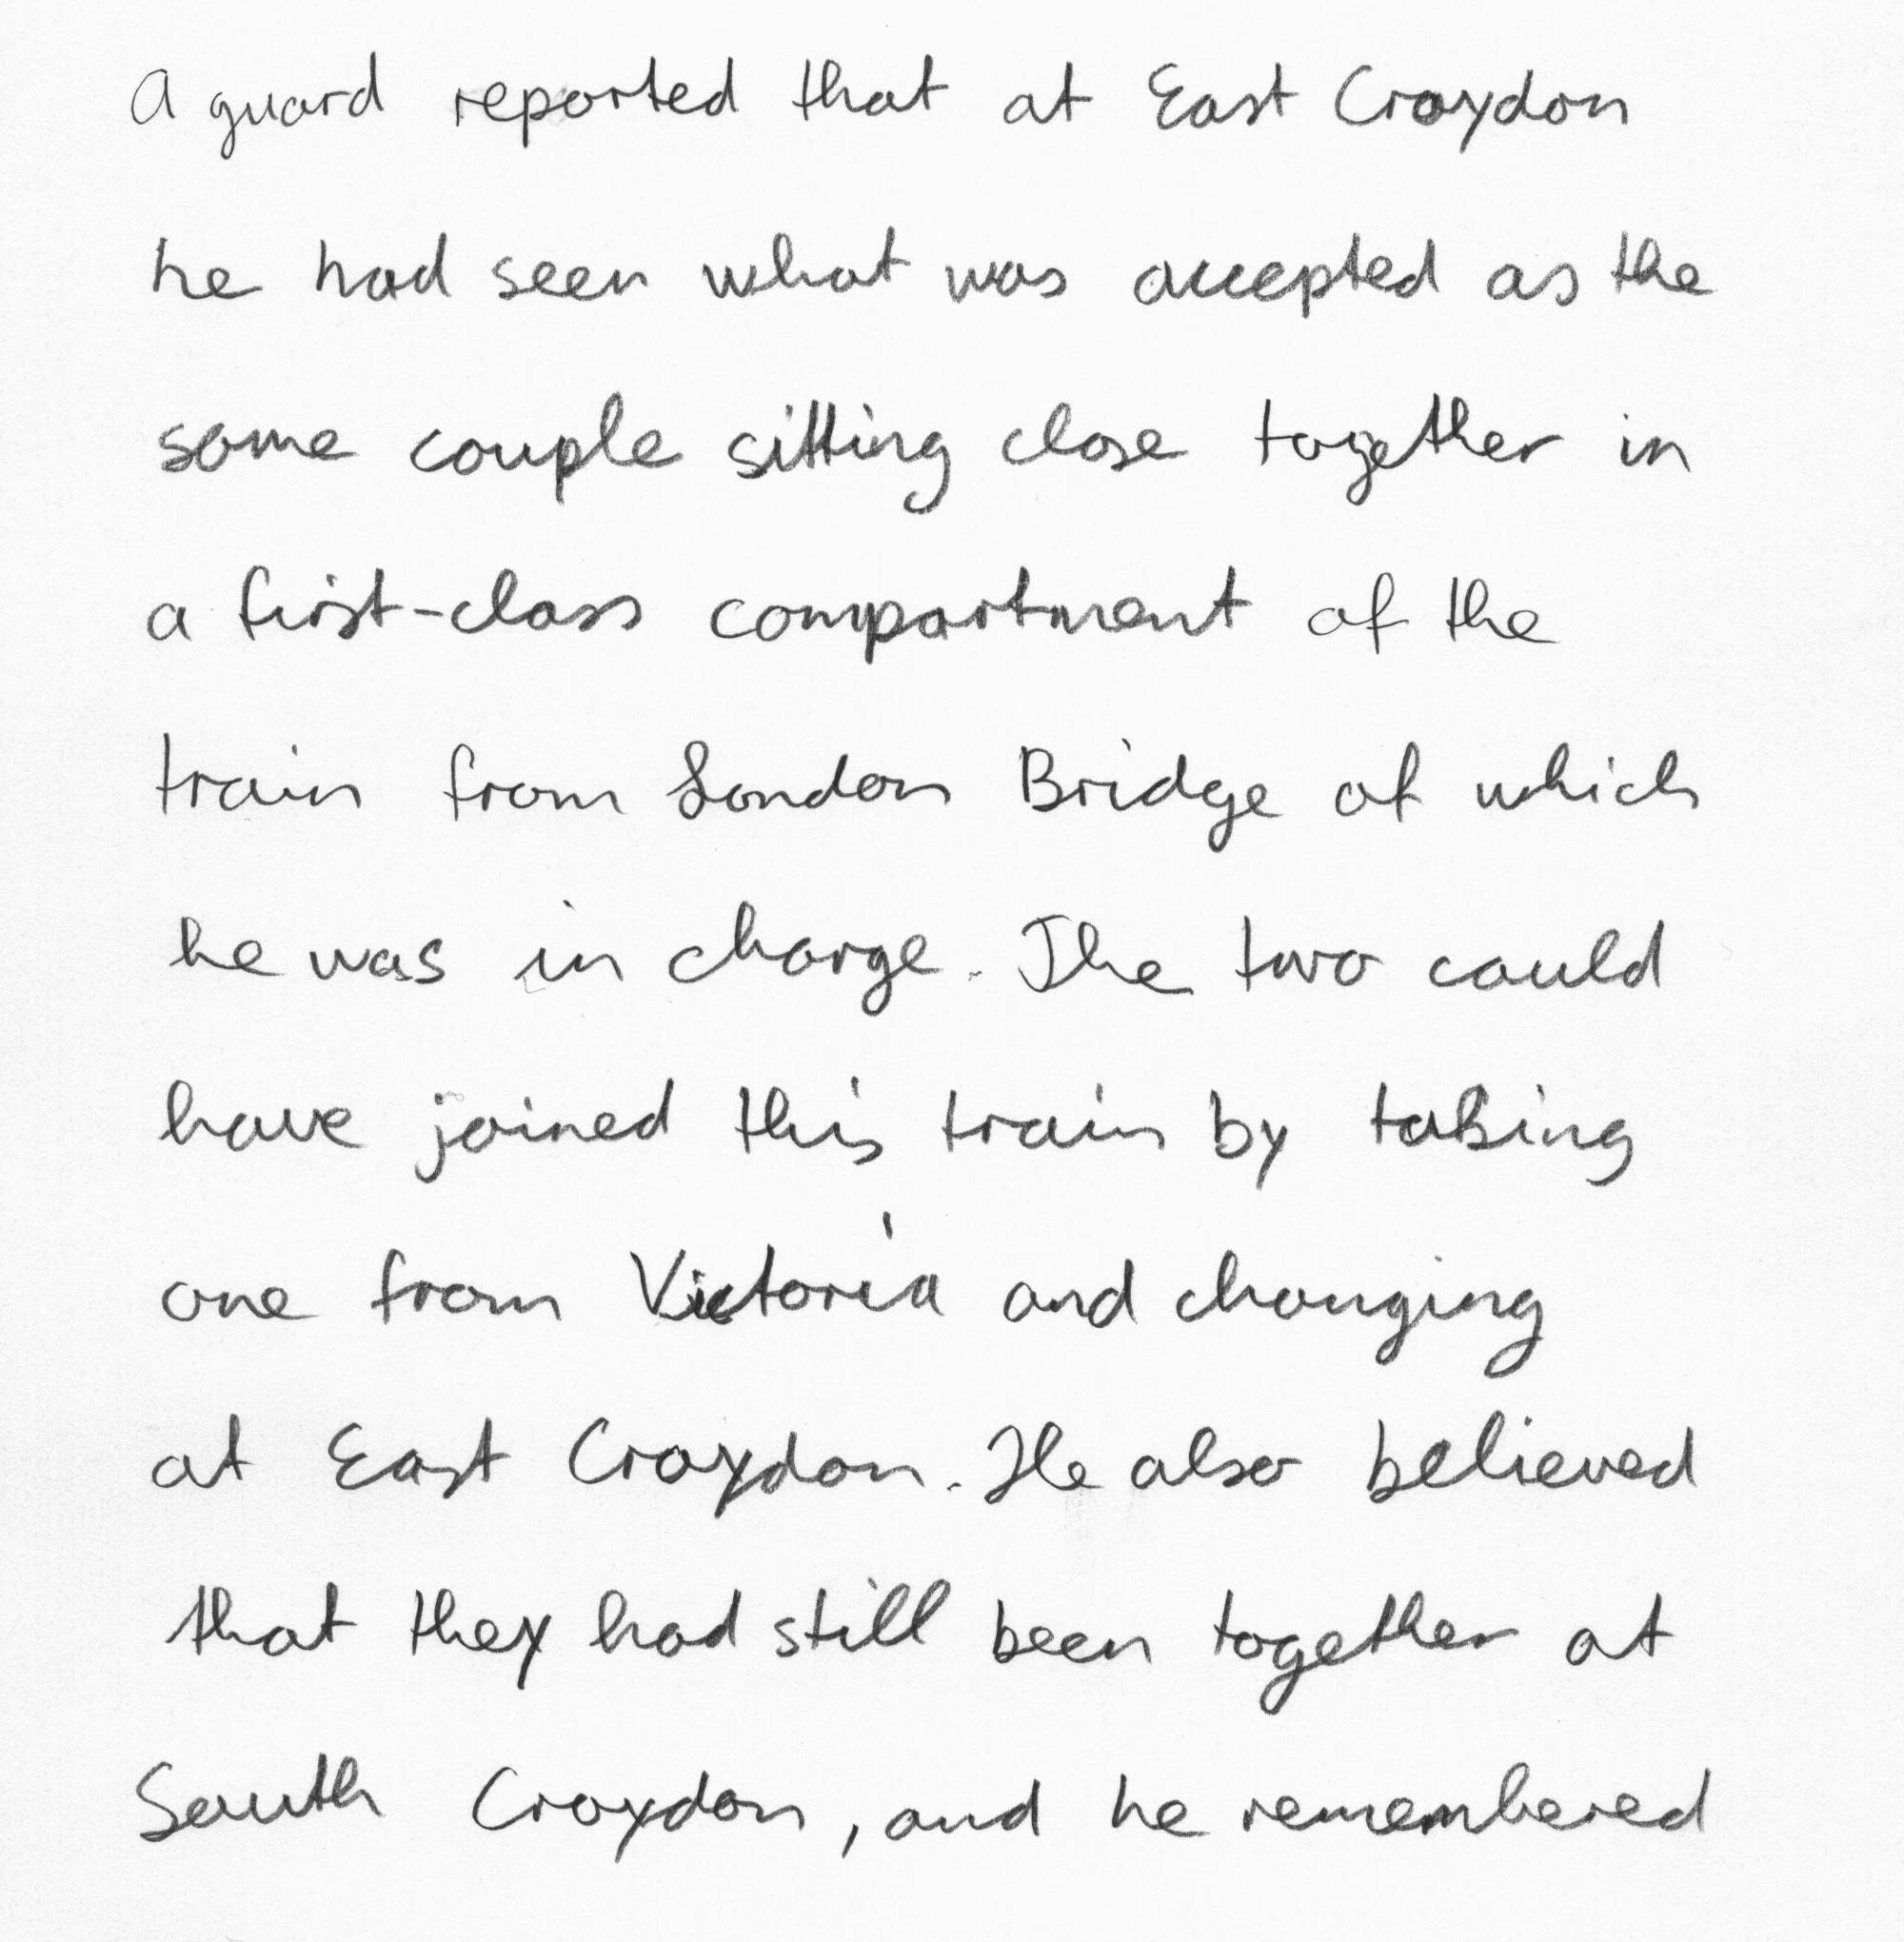 A guard reported that at East Croydon
he had seen what was accepted as the
same couple sitting close together in
a first-class compartment of the
train from London Bridge of which
he was in charge. The two could
have joined this train by taking
one from Victoria and changing
at East Croydon. He also believed
that they had still been together at
South Croydon, and he remembered